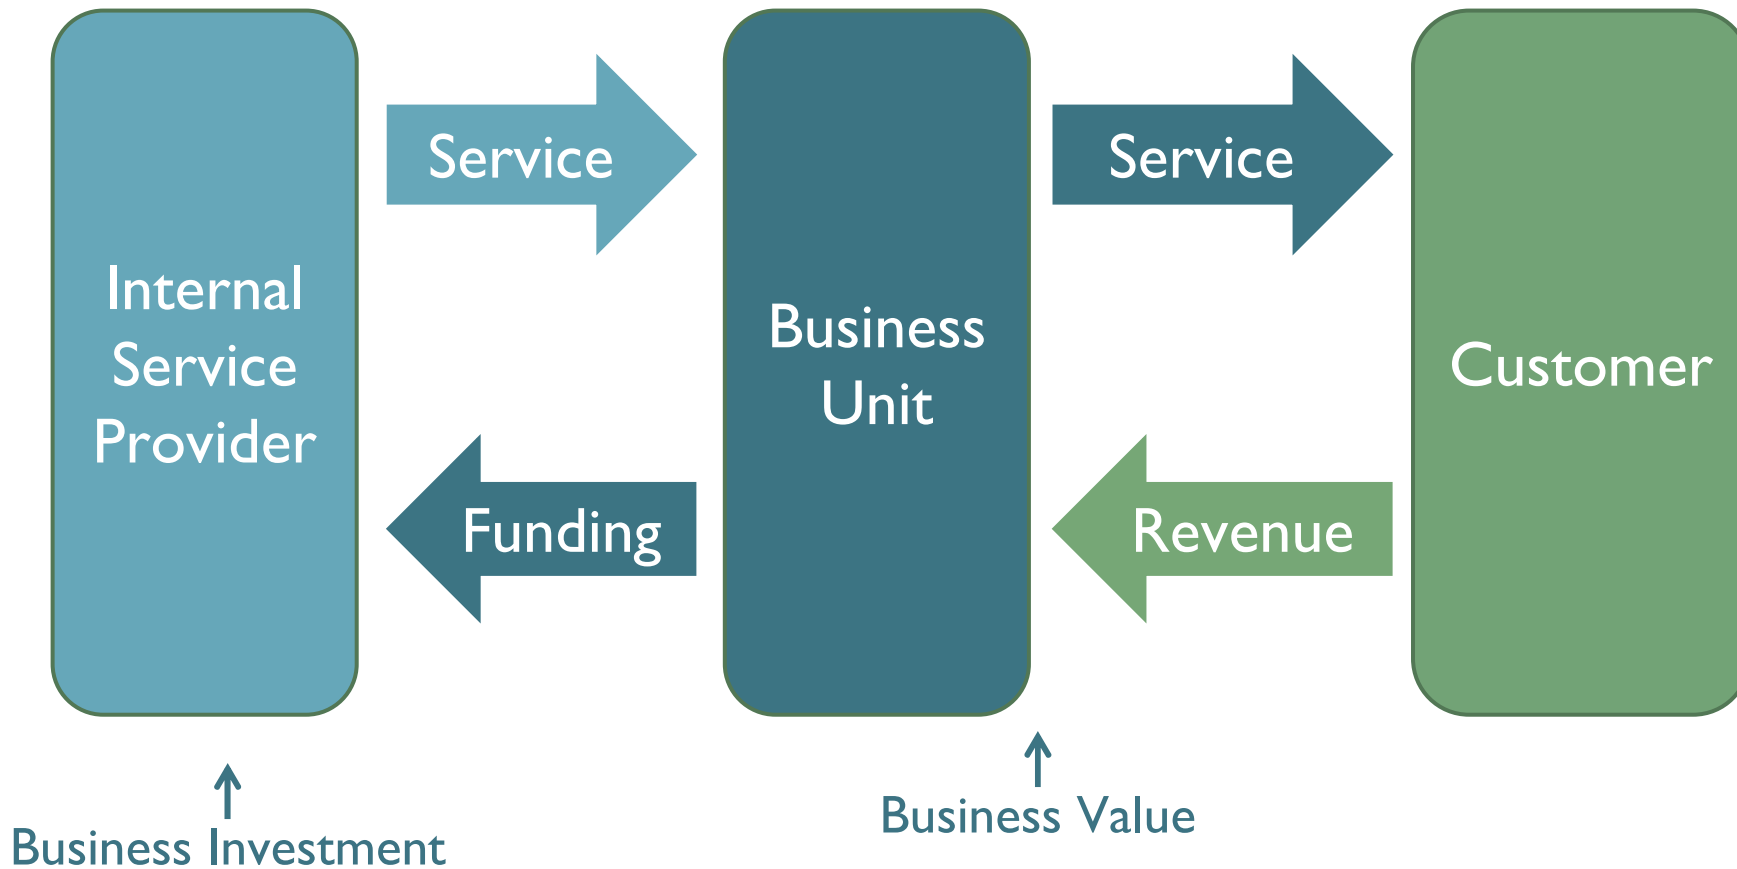 Internal
Service
Provider
Service
Funding
Business
Unit
Service
Revenue
Customer
Business Investment
Business Value